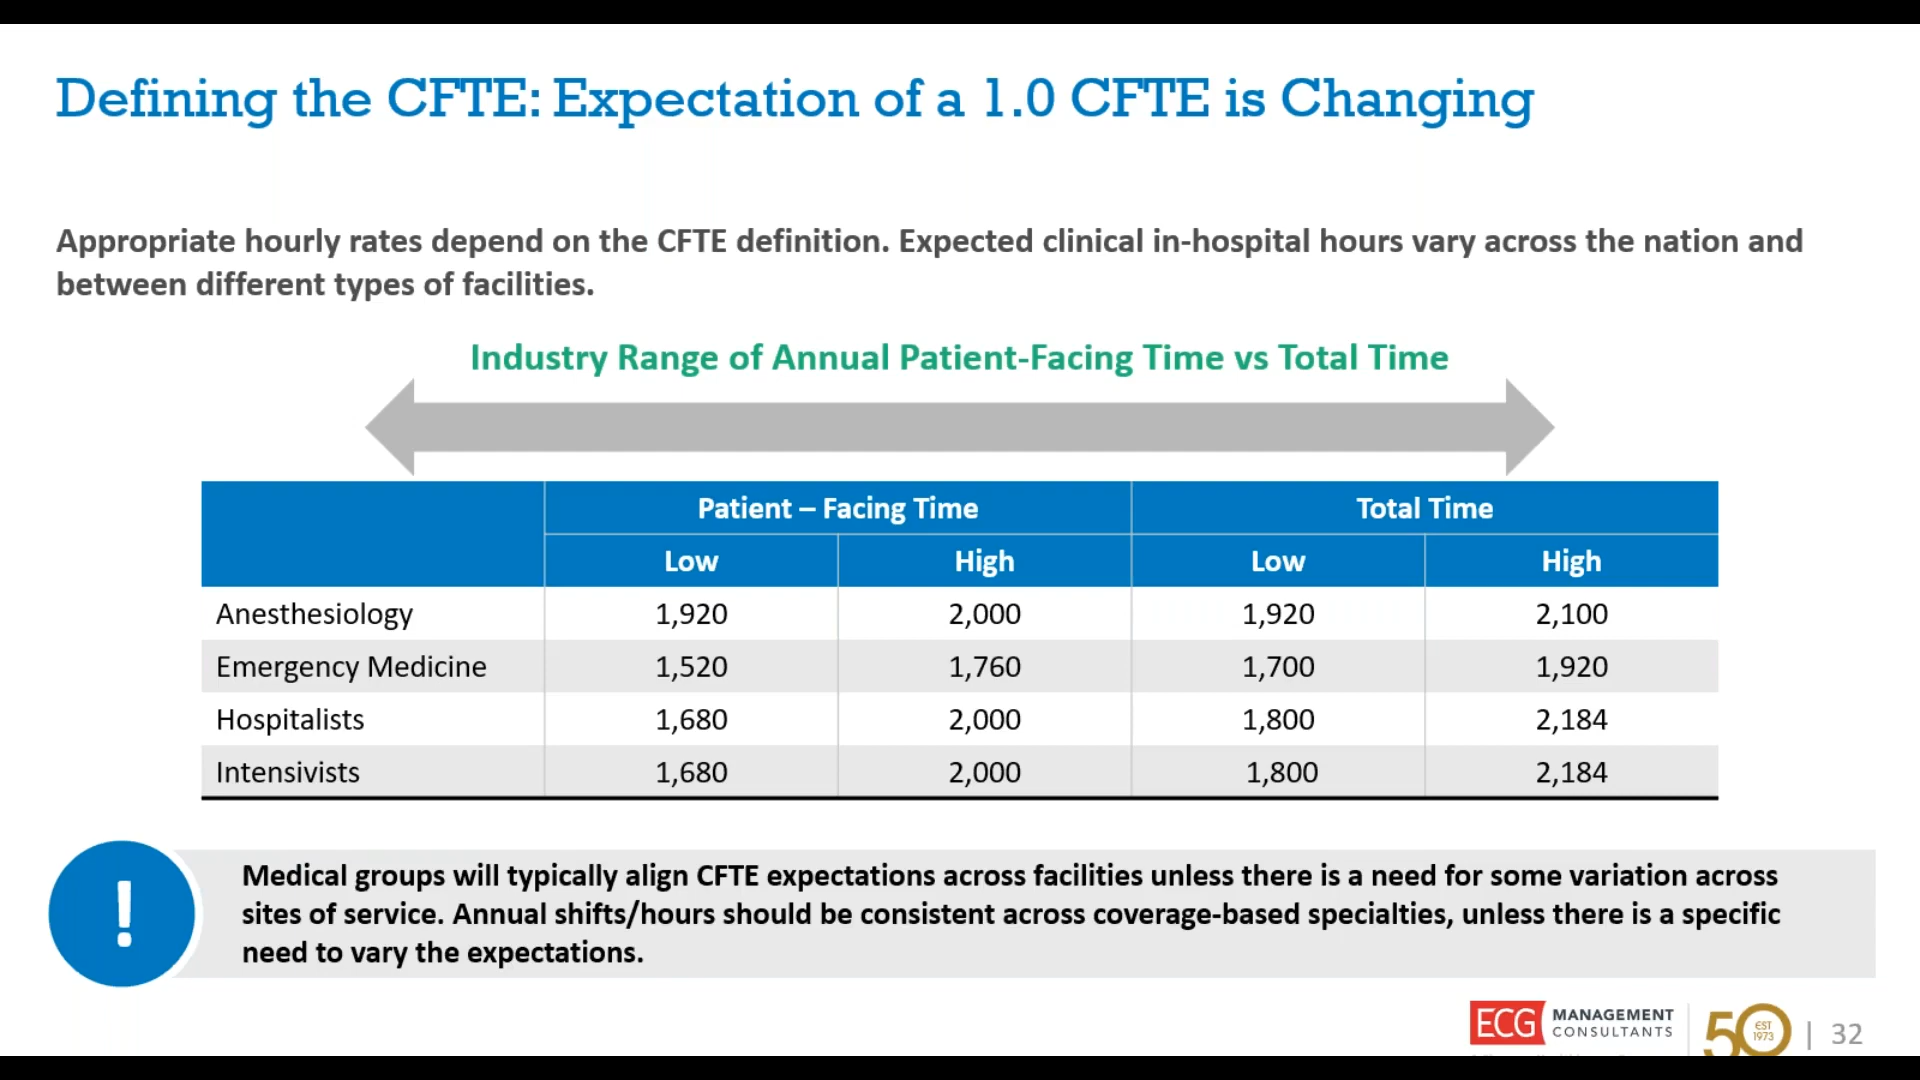 Defining the CFTE: Expectation of a 1.0 CFTE is Changing
Appropriate hourly rates depend on the CFTE definition. Expected clinical in-hospital hours vary across the nation and
between different types of facilities.
Industry Range of Annual Patient-Facing Time vs Total Time
Patient – Facing Time Total Time
Low High Low High
Anesthesiology 1,920 2,000 1,920 2,100
Emergency Medicine 1,520 1,760 1,700 1,920
Hospitalists 1,680 2,000 1,800 2,184
Intensivists 1,680 2,000 1,800 2,184
!
Medical groups will typically align CFTE expectations across facilities unless there is a need for some variation across
sites of service. Annual shifts/hours should be consistent across coverage-based specialties, unless there is a specific
need to vary the expectations.
ECG MANAGEMENT
CONSULTANTS
50 EST
1973
| 32